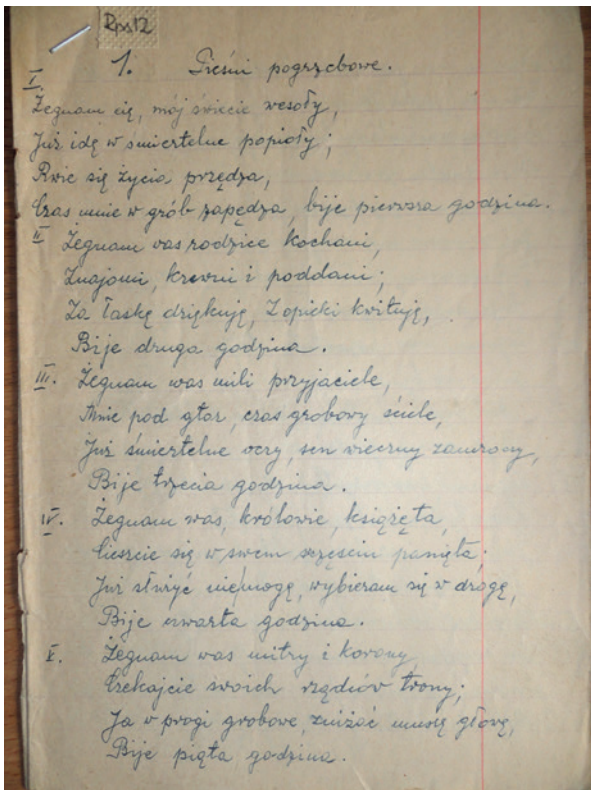 Rps12
1. Pieśni pogrzebowe.
I
Żegnam cię, mój świecie wesoły,
Już idę w śmiertelne popioły;
Rwie się życia przędza,
Czas mnie w grób zapędza, bije pierwsza godzina.
II Żegnam was rodzice kochani,
Znajomi, krewni i poddani;
Za łaskę dziękuję, Z opieki kwituję,
Bije druga godzina.
III. Żegnam was mili przyjaciele,
Mnie pod głaz, czas grobowy ściele,
Już śmiertelne oczy, sen wieczny zamroczy,
Bije trzecia godzina.
IV. Żegnam was, królowie, książęta,
Cieszcie się w swem szczęściu panięta;
Już służyć nie mogę, wybieram się w drogę,
Bije czwarta godzina.
V. Żegnam was mitry i korony,
Czekajcie swoich rządców trony;
Ja w progi grobowe, zniżać muszę głowę,
Bije piąta godzina.